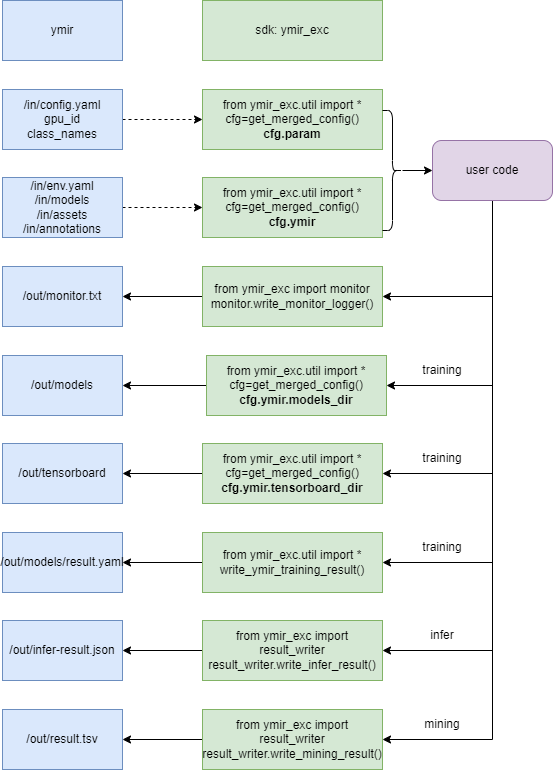 ymir
sdk: ymir_exc
/in/config.yaml
gpu_id
class_names
from ymir_exc.util import *
cfg=get_merged_config()
cfg.param
user code
/in/env.yaml
/in/models
/in/assets
/in/annotations
from ymir_exc.util import *
cfg=get_merged_config()
cfg.ymir
/out/monitor.txt
from ymir_exc import monitor
monitor.write_monitor_logger()
/out/models
from ymir_exc.util import *
cfg=get_merged_config()
cfg.ymir.models_dir
training
/out/tensorboard
from ymir_exc.util import *
cfg=get_merged_config()
cfg.ymir.tensorboard_dir
training
/out/models/result.yaml
from ymir_exc.util import *
write_ymir_training_result()
training
/out/infer-result.json
from ymir_exc import
result_writer
result_writer.write_infer_result()
infer
/out/result.tsv
from ymir_exc import
result_writer
result_writer.write_mining_result()
mining